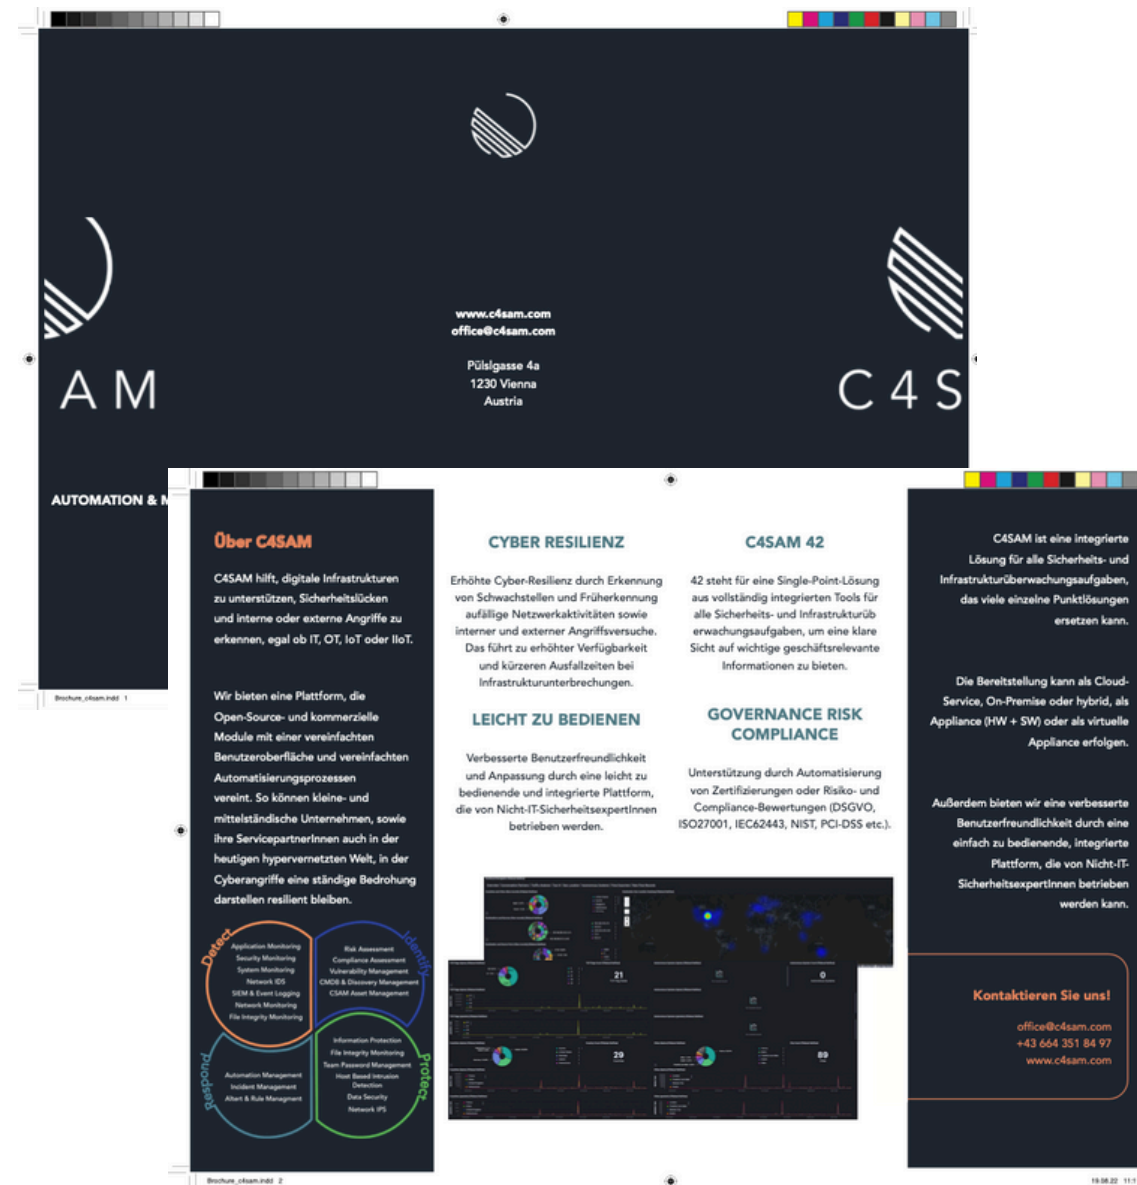 www.c4sam.com
office@c4sam.com
Pülslgasse 4a
1230 Vienna
Austria
AM
C4S
AUTOMATION & M
Brochure_c4sam.indd 1
Über C4SAM
C4SAM hilft, digitale Infrastrukturen
zu unterstützen, Sicherheitslücken
und interne oder externe Angriffe zu
erkennen, egal ob IT, OT, IoT oder IIoT.
Wir bieten eine Plattform, die
Open-Source- und kommerzielle
Module mit einer vereinfachten
Benutzeroberfläche und vereinfachten
Automatisierungsprozessen
vereint. So können kleine- und
mittelständische Unternehmen, sowie
ihre ServicepartnerInnen auch in der
heutigen hypervernetzten Welt, in der
Cyberangriffe eine ständige Bedrohung
darstellen resilient bleiben.
Detect
Application Monitoring
Security Monitoring
System Monitoring
Network IDS
SIEM & Event Logging
Network Monitoring
File Integrity Monitoring
Identify
Risk Assessment
Compliance Assessment
Vulnerability Management
CMDB & Discovery Management
CSAM Asset Management
Respond
Automation Management
Incident Management
Altert & Rule Managment
Protect
Information Protection
File Integrity Monitoring
Team Password Management
Host Based Intrusion
Detection
Data Security
Network IPS
CYBER RESILIENZ
Erhöhte Cyber-Resilienz durch Erkennung
von Schwachstellen und Früherkennung
aufällige Netzwerkaktivitäten sowie
interner und externer Angriffsversuche.
Das führt zu erhöhter Verfügbarkeit
und kürzeren Ausfallzeiten bei
Infrastrukturunterbrechungen.
LEICHT ZU BEDIENEN
Verbesserte Benutzerfreundlichkeit
und Anpassung durch eine leicht zu
bedienende und integrierte Plattform,
die von Nicht-IT-SicherheitsexpertInnen
betrieben werden.
C4SAM 42
42 steht für eine Single-Point-Lösung
aus vollständig integrierten Tools für
alle Sicherheits- und Infrastrukturüb
erwachungsaufgaben, um eine klare
Sicht auf wichtige geschäftsrelevante
Informationen zu bieten.
GOVERNANCE RISK
COMPLIANCE
Unterstützung durch Automatisierung
von Zertifizierungen oder Risiko- und
Compliance-Bewertungen (DSGVO,
ISO27001, IEC62443, NIST, PCI-DSS etc.).
21
0
29
89
C4SAM ist eine integrierte
Lösung für alle Sicherheits- und
Infrastrukturüberwachungsaufgaben,
das viele einzelne Punktlösungen
ersetzen kann.
Die Bereitstellung kann als Cloud-
Service, On-Premise oder hybrid, als
Appliance (HW + SW) oder als virtuelle
Appliance erfolgen.
Außerdem bieten wir eine verbesserte
Benutzerfreundlichkeit durch eine
einfach zu bedienende, integrierte
Plattform, die von Nicht-IT-
SicherheitsexpertInnen betrieben
werden kann.
Kontaktieren Sie uns!
office@c4sam.com
+43 664 351 84 97
www.c4sam.com
Brochure_c4sam.indd 2
19.08.22 11:1